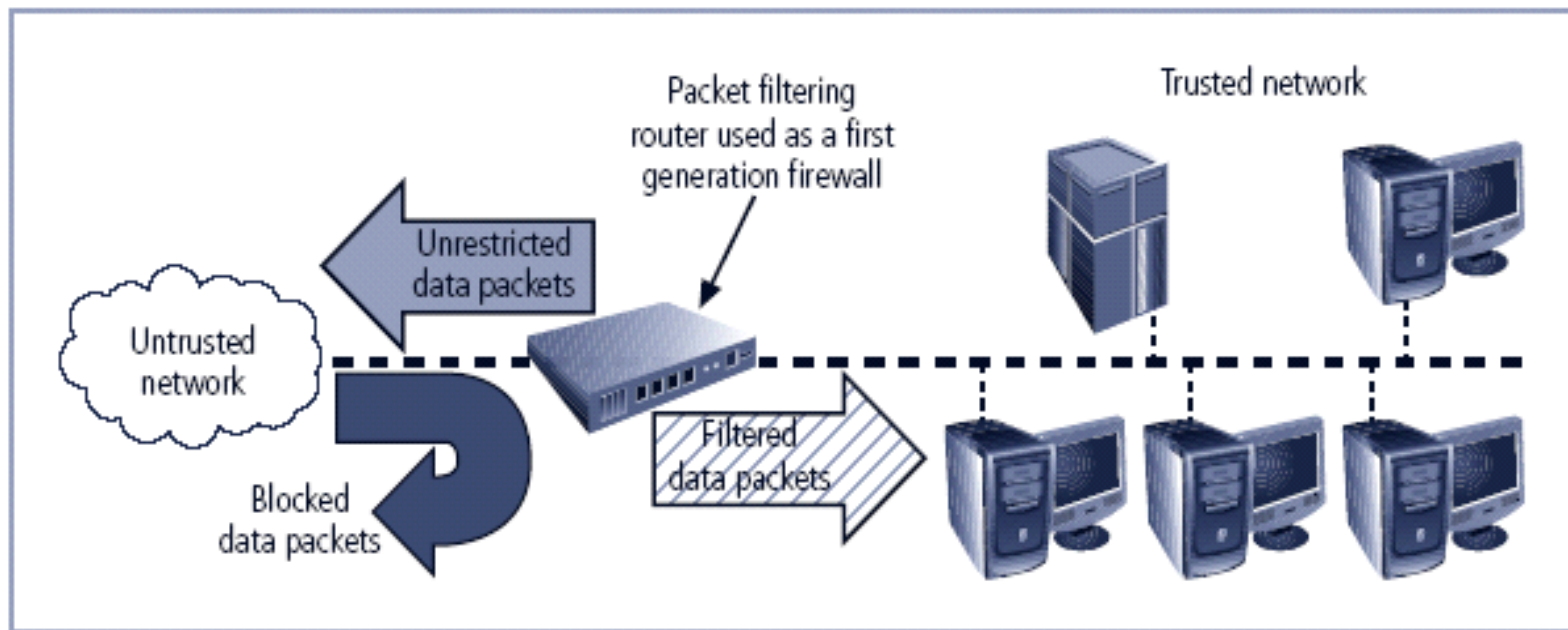 Packet filtering
router used as a first
generation firewall
Trusted network
Unrestricted
data packets
Untrusted
network
Filtered
data packets
Blocked
data packets